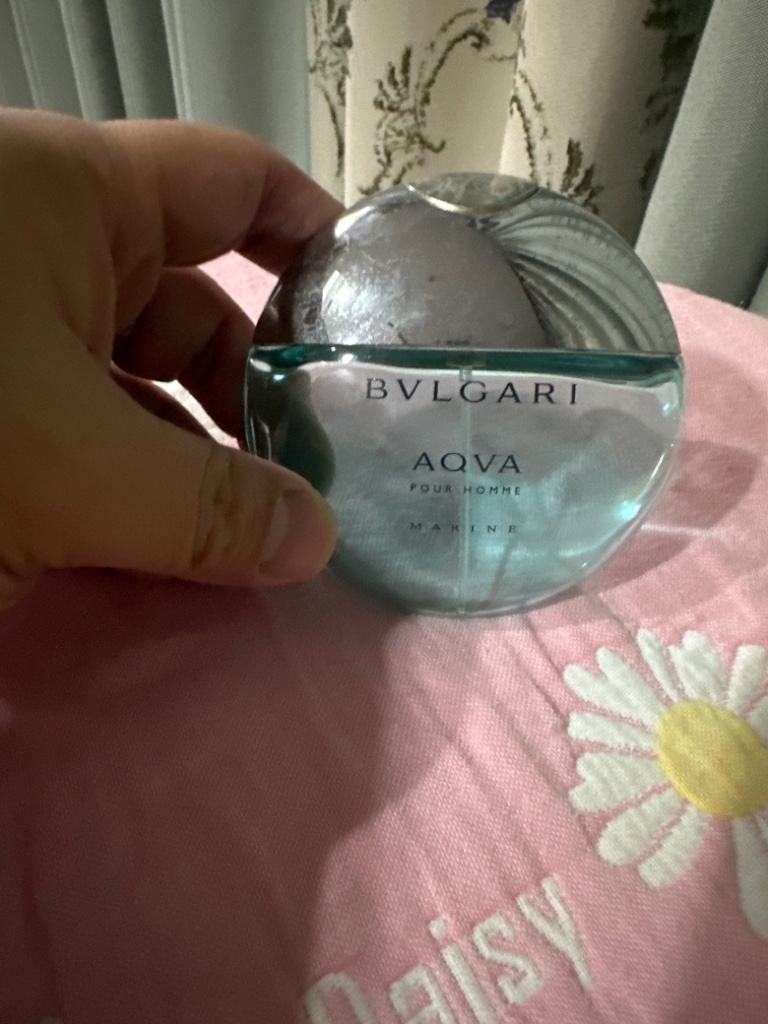 BVLGARI
AQVA
POUR HOMME
MARINE
Daisy